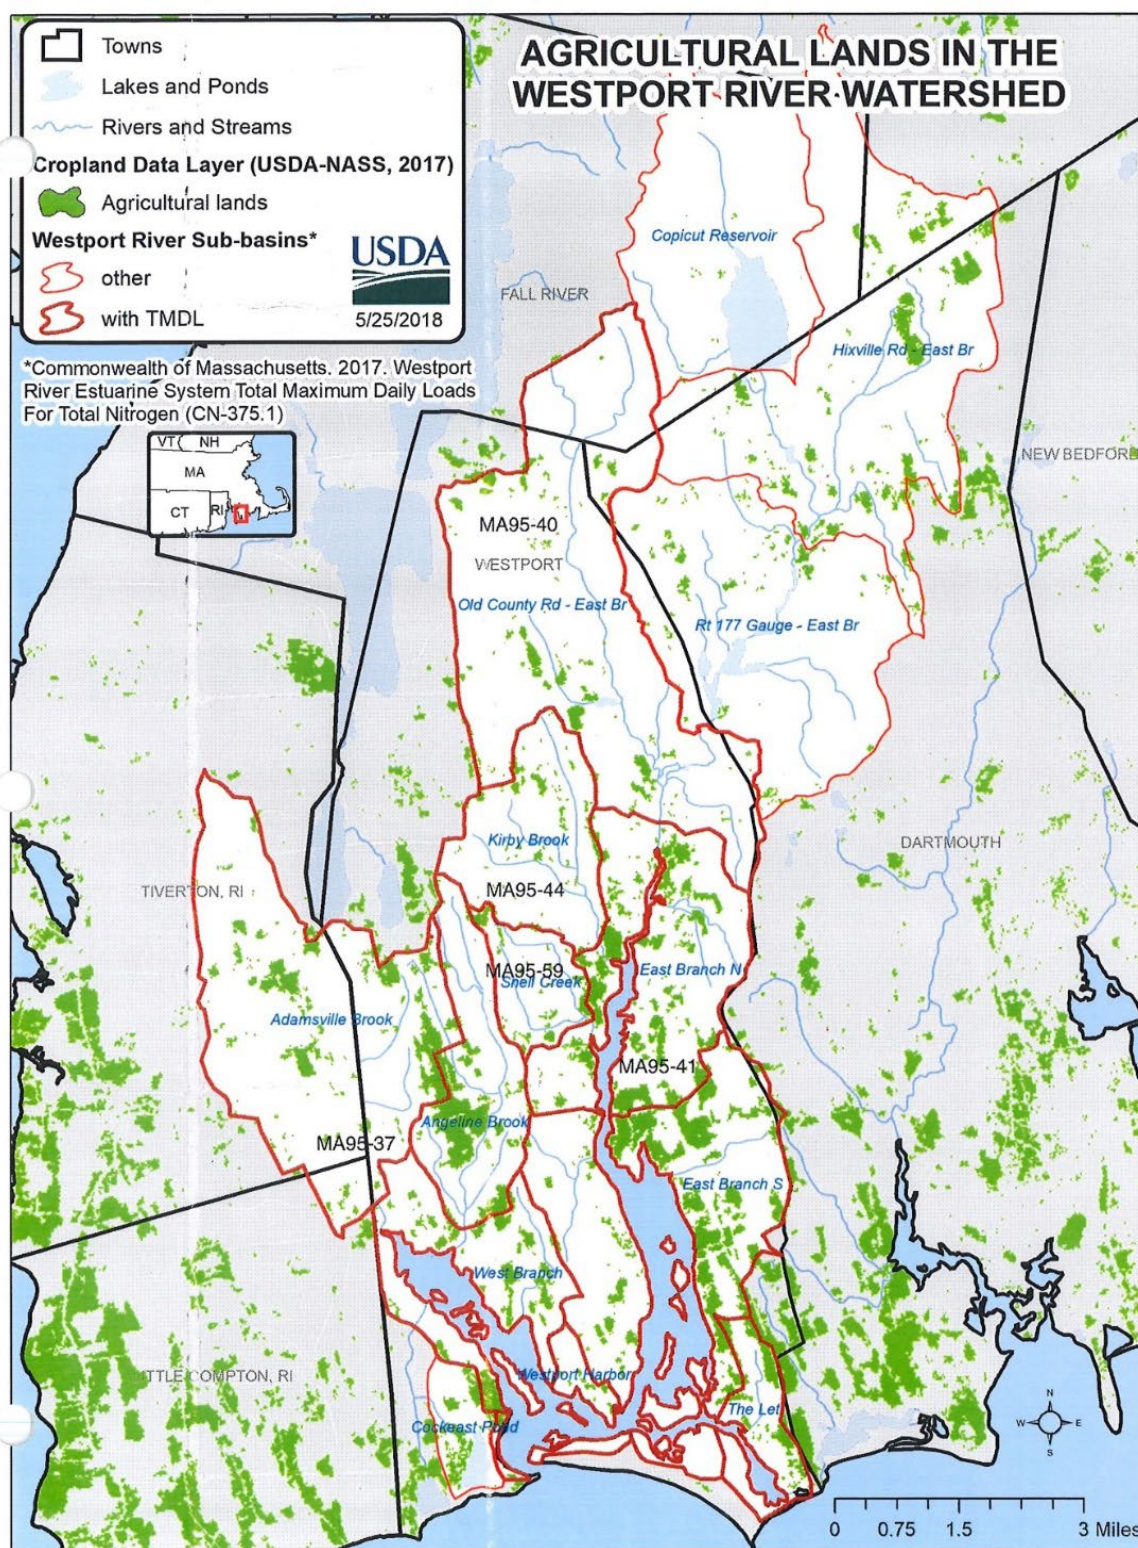 AGRICULTURAL LANDS IN THE
WESTPORT RIVER WATERSHED
Towns
Lakes and Ponds
Rivers and Streams
Cropland Data Layer (USDA-NASS, 2017)
Agricultural lands
Westport River Sub-basins*
other
with TMDL
USDA
5/25/2018
*Commonwealth of Massachusetts. 2017. Westport
River Estuarine System Total Maximum Daily Loads
For Total Nitrogen (CN-375.1)
VT NH
MA
CT RI
Copicut Reservoir
FALL RIVER
Hixville Rd - East Br
NEW BEDFORD
MA95-40
WESTPORT
Old County Rd - East Br
Rt 177 Gauge - East Br
Kirby Brook
DARTMOUTH
TIVERTON, RI
MA95-44
MA95-59
Snell Creek
East Branch N
Adamsville Brook
MA95-41
Angeline Brook
MA95-37
East Branch S
West Branch
Westport Harbor
LITTLE COMPTON, RI
The Let
Cockeast Pond
N
W E
S
0 0.75 1.5 3 Miles